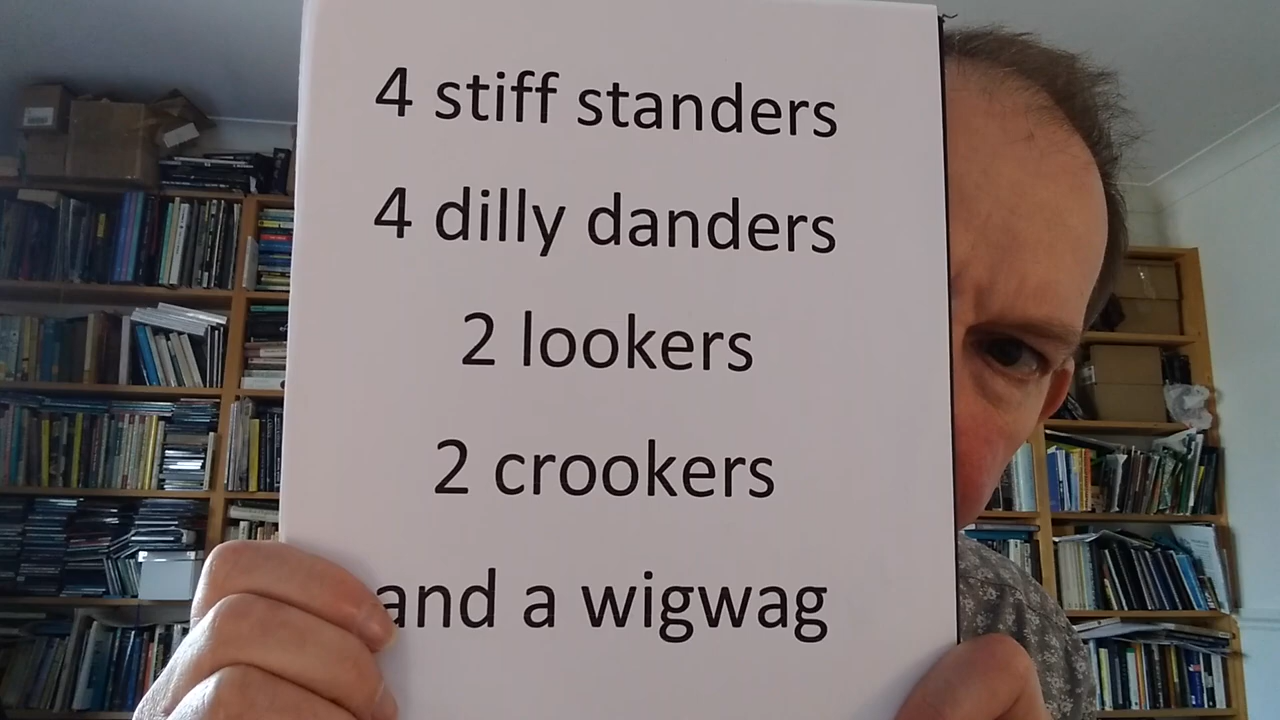 4 stiff standers
4 dilly danders
2 lookers
2 crookers
and a wigwag